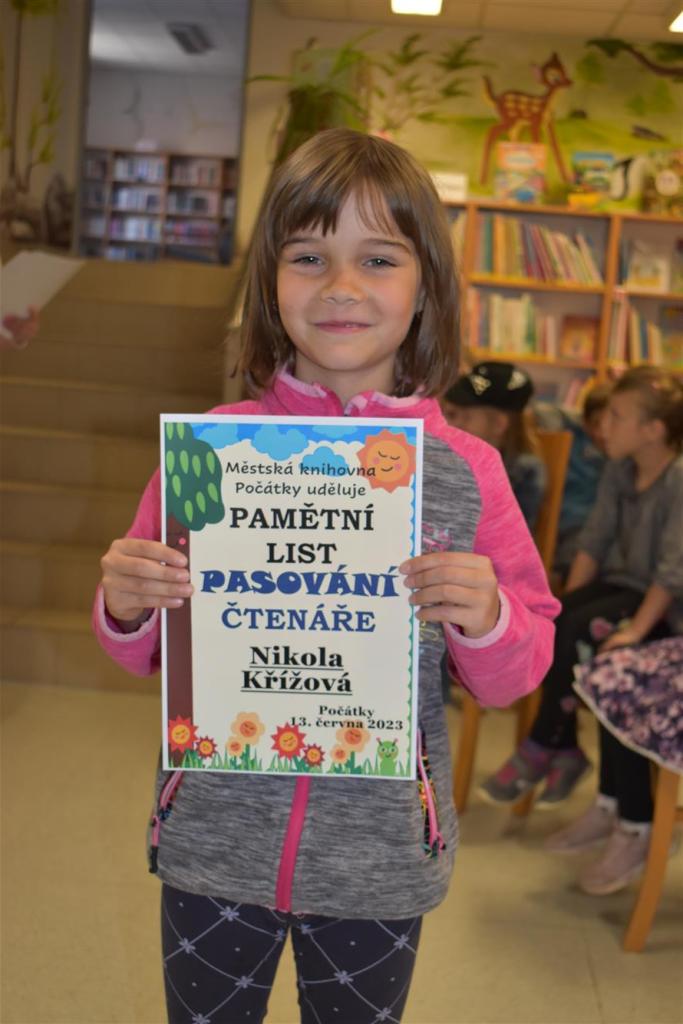 Městská knihovna
Počátky uděluje
PAMĚTNÍ
LIST
PASOVÁNÍ
ČTENÁŘE
Nikola
Křížová
Počátky
13. června 2023